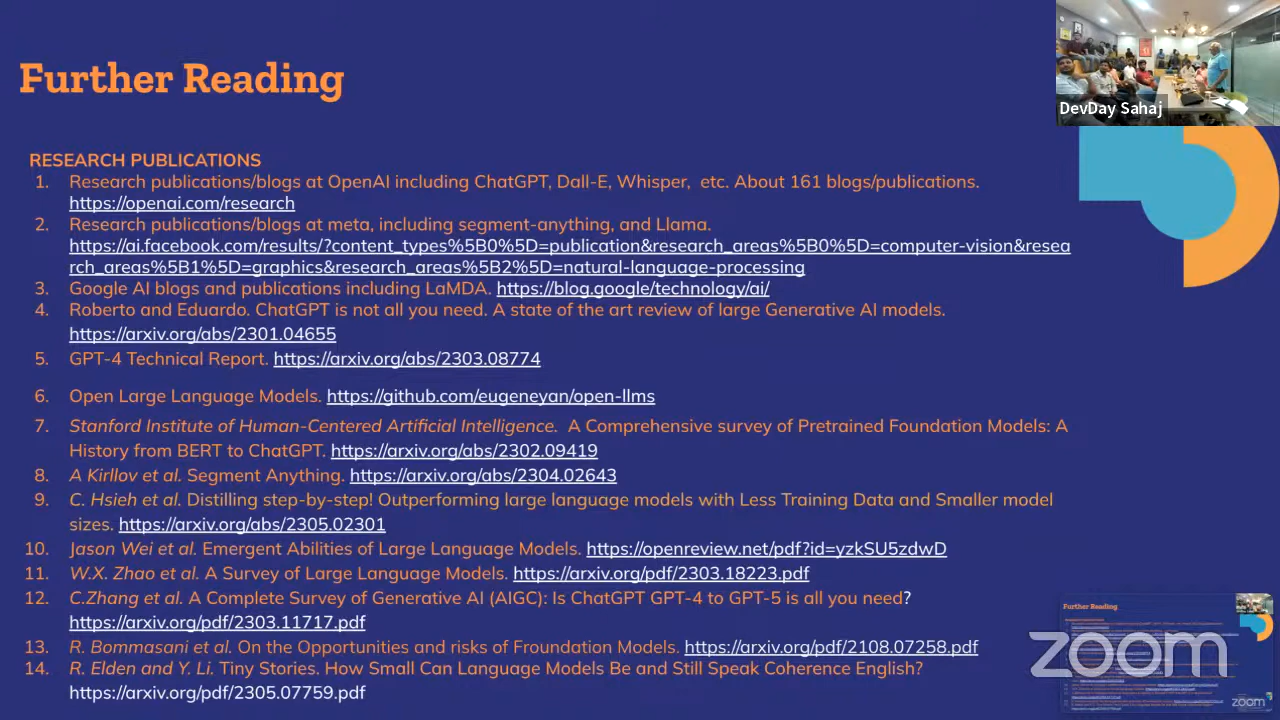 Further Reading
DevDay Sahaj
RESEARCH PUBLICATIONS
1. Research publications/blogs at OpenAI including ChatGPT, Dall-E, Whisper, etc. About 161 blogs/publications.
https://openai.com/research
2. Research publications/blogs at meta, including segment-anything, and Llama.
https://ai.facebook.com/results/?content_types%5B0%5D=publication&research_areas%5B0%5D=computer-vision&resea
rch_areas%5B1%5D=graphics&research_areas%5B2%5D=natural-language-processing
3. Google AI blogs and publications including LaMDA. https://blog.google/technology/ai/
4. Roberto and Eduardo. ChatGPT is not all you need. A state of the art review of large Generative AI models.
https://arxiv.org/abs/2301.04655
5. GPT-4 Technical Report. https://arxiv.org/abs/2303.08774
6. Open Large Language Models. https://github.com/eugeneyan/open-llms
7. Stanford Institute of Human-Centered Artificial Intelligence. A Comprehensive survey of Pretrained Foundation Models: A
History from BERT to ChatGPT. https://arxiv.org/abs/2302.09419
8. A Kirllov et al. Segment Anything. https://arxiv.org/abs/2304.02643
9. C. Hsieh et al. Distilling step-by-step! Outperforming large language models with Less Training Data and Smaller model
sizes. https://arxiv.org/abs/2305.02301
10. Jason Wei et al. Emergent Abilities of Large Language Models. https://openreview.net/pdf?id=yzkSU5zdwD
11. W.X. Zhao et al. A Survey of Large Language Models. https://arxiv.org/pdf/2303.18223.pdf
12. C.Zhang et al. A Complete Survey of Generative AI (AIGC): Is ChatGPT GPT-4 to GPT-5 is all you need?
https://arxiv.org/pdf/2303.11717.pdf
13. R. Bommasani et al. On the Opportunities and risks of Froundation Models. https://arxiv.org/pdf/2108.07258.pdf
14. R. Elden and Y. Li. Tiny Stories. How Small Can Language Models Be and Still Speak Coherence English?
https://arxiv.org/pdf/2305.07759.pdf
Further Reading
zoom
zoom